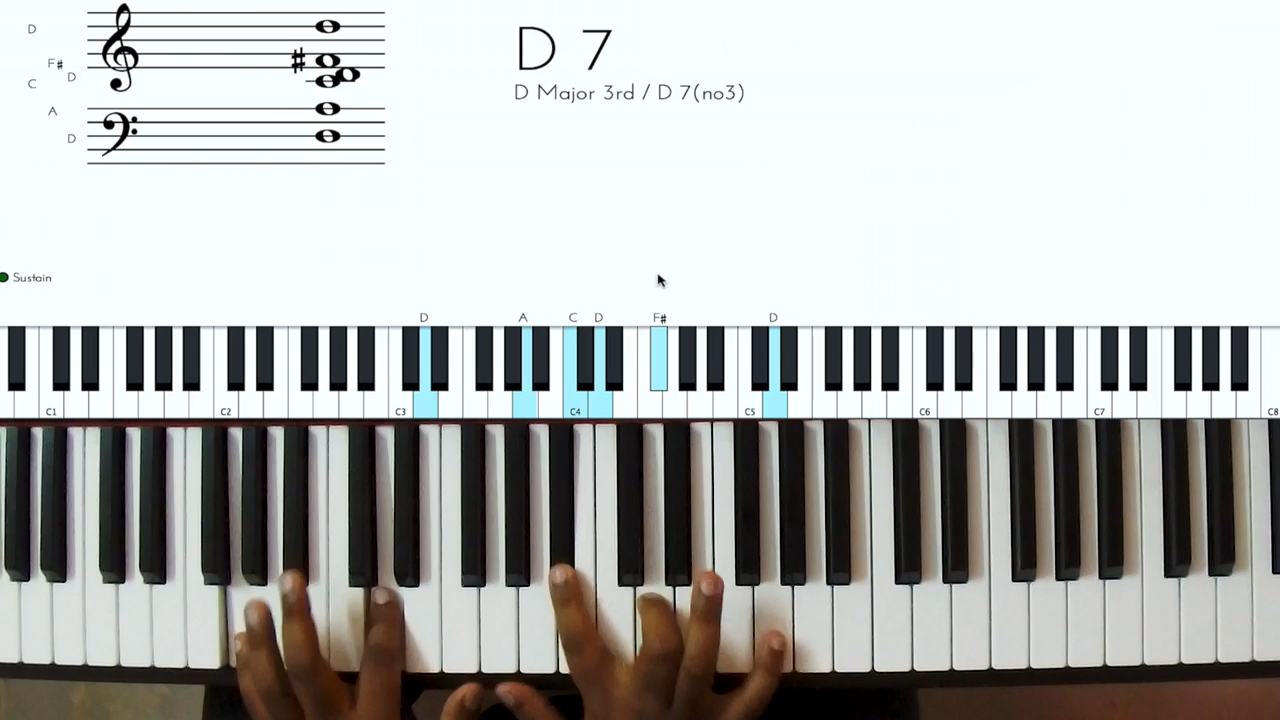 D
F#
D
C
A
D
D 7
D Major 3rd / D 7(no3)
Sustain
D A C D F# D
C1 C2 C3 C4 C5 C6 C7 C8